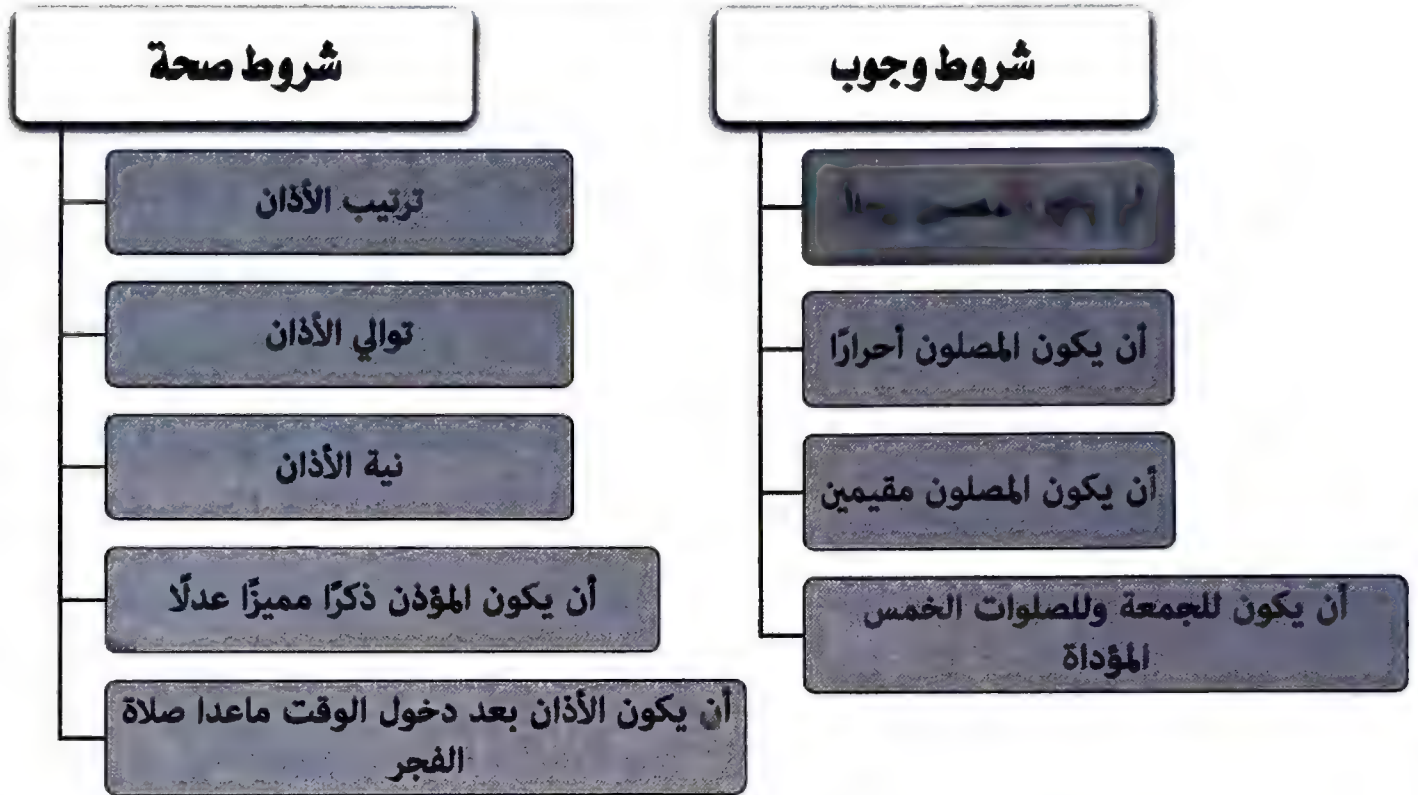 شروط وجوب
أن يكون المصلون أحرارًا
أن يكون المصلون مقيمين
أن يكون للجمعة وللصلوات الخمس
المؤداة
شروط صحة
ترتيب الأذان
توالي الأذان
نية الأذان
أن يكون المؤذن ذكرًا مميزًا عدلًا
أن يكون الأذان بعد دخول الوقت ماعدا صلاة
الفجر